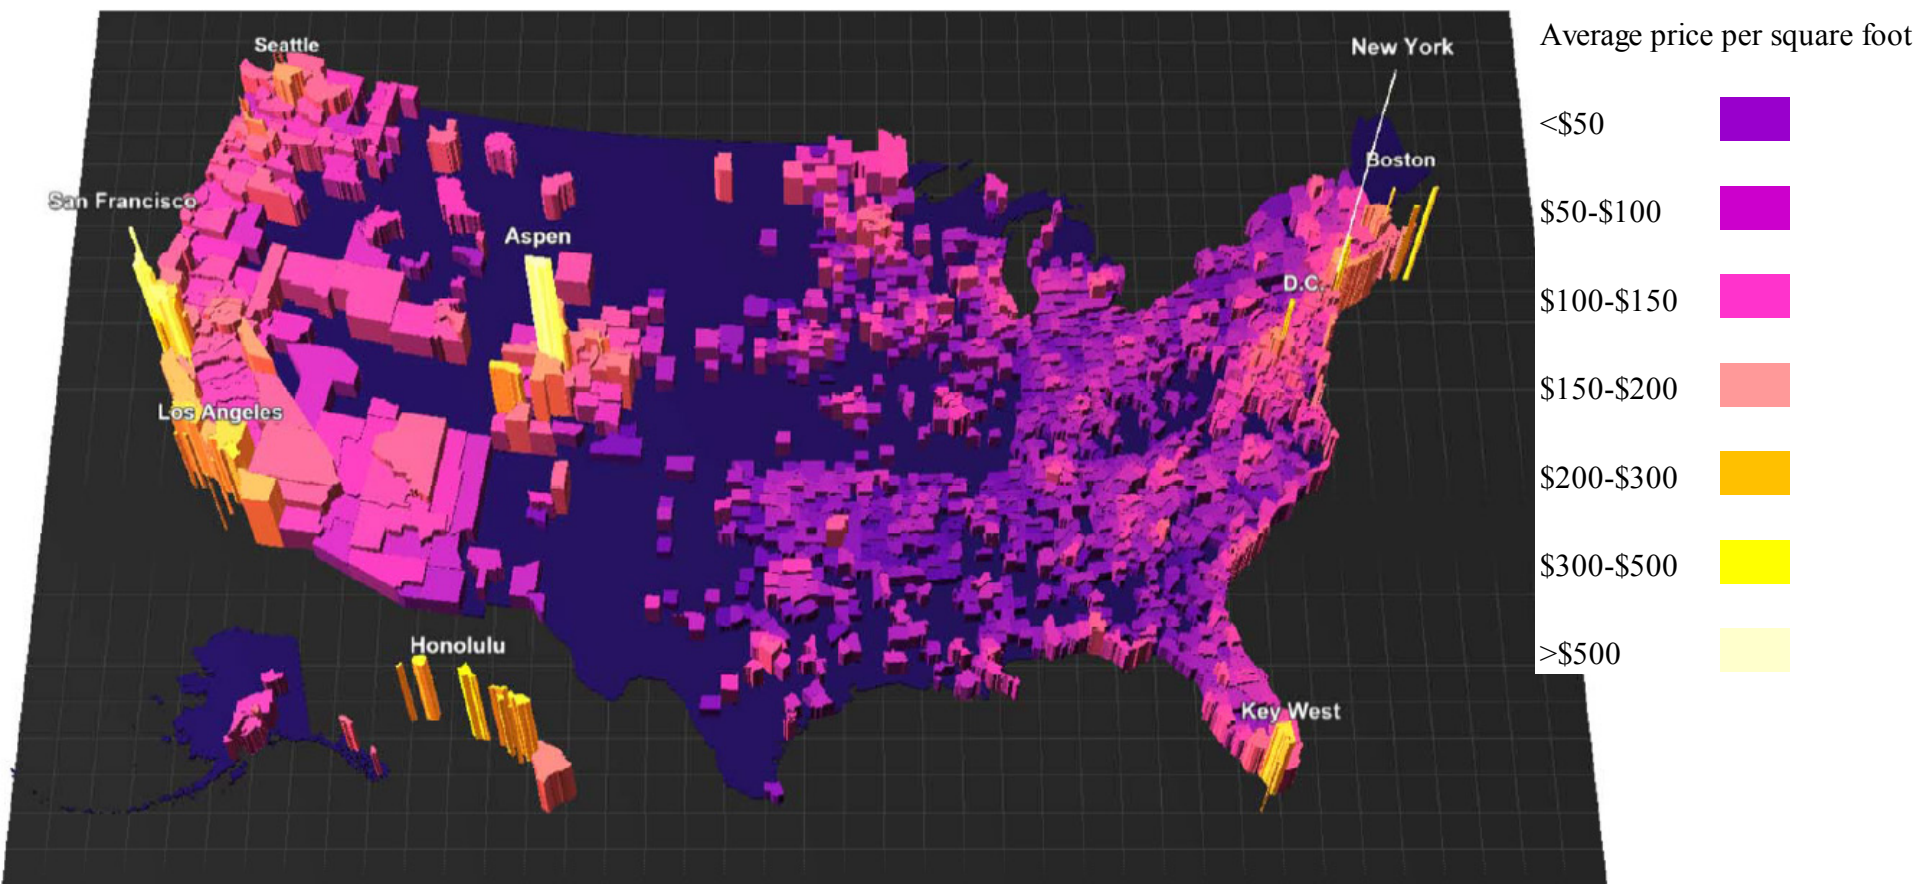 Seattle
New York
Boston
San Francisco
Aspen
D.C.
Los Angeles
Honolulu
Key West
Average price per square foot
<$50
$50-$100
$100-$150
$150-$200
$200-$300
$300-$500
>$500